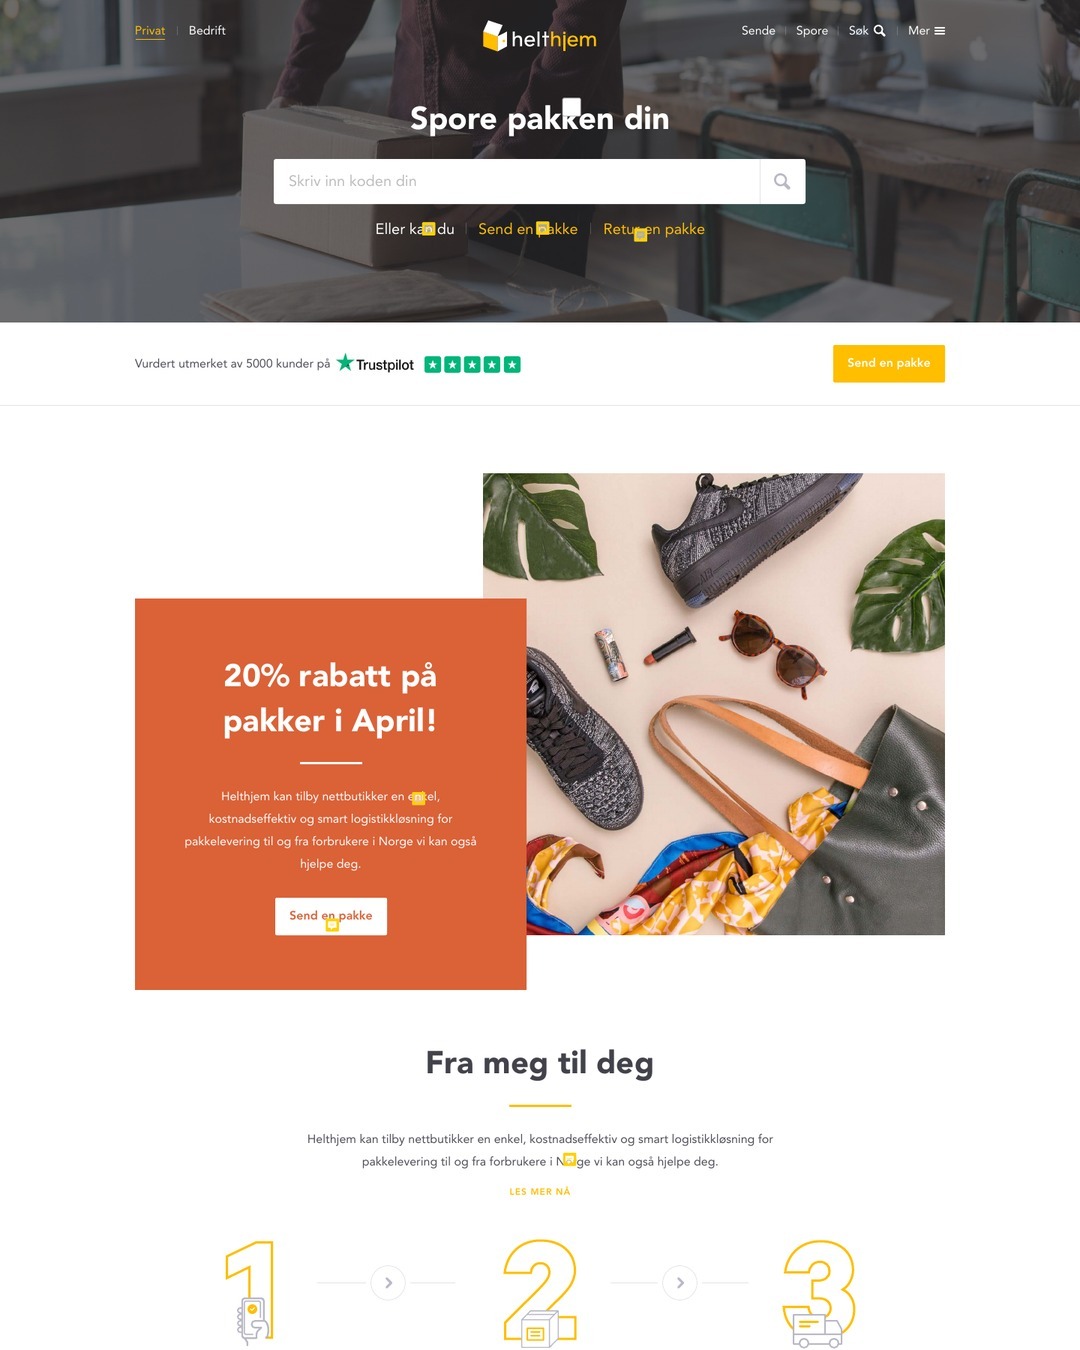 Privat
Bedrift
helthjem
Sende
Spore
Søk
Mer
Spore pakken din
Skriv inn koden din
Eller kan du
Send en pakke
Retur en pakke
Vurdert utmerket av 5000 kunder på
Trustpilot
Send en pakke
AIR
20% rabatt på
pakker i April!
Helthjem kan tilby nettbutikker en enkel,
kostnadseffektiv og smart logistikkløsning for
pakkelevering til og fra forbrukere i Norge vi kan også
hjelpe deg.
Send en pakke
Fra meg til deg
Helthjem kan tilby nettbutikker en enkel, kostnadseffektiv og smart logistikkløsning for
pakkelevering til og fra forbrukere i Norge vi kan også hjelpe deg.
LES MER NÅ
1
2
3